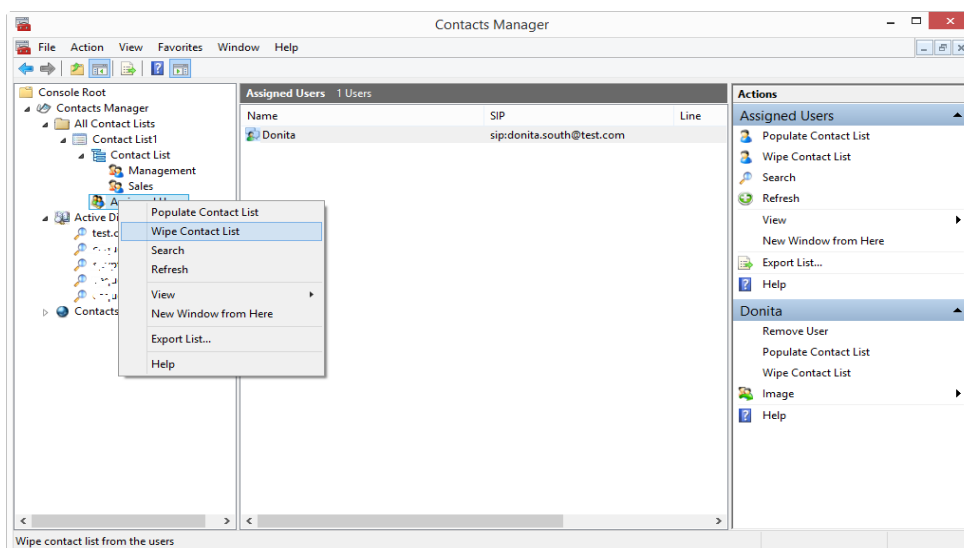 Contacts Manager
File Action View Favorites Window Help
Console Root
Contacts Manager
All Contact Lists
Contact List1
Contact List
Management
Sales
Active Di
test.c
Contacts
Populate Contact List
Wipe Contact List
Search
Refresh
View
New Window from Here
Export List...
Help
Assigned Users 1 Users
Name SIP Line
Donita sip:donita.south@test.com
Actions
Assigned Users
Populate Contact List
Wipe Contact List
Search
Refresh
View
New Window from Here
Export List...
Help
Donita
Remove User
Populate Contact List
Wipe Contact List
Image
Help
Wipe contact list from the users